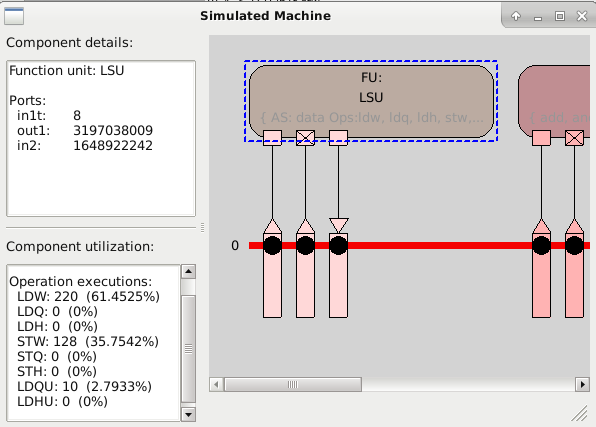 Simulated Machine
Component details:
Function unit: LSU
Ports:
in1t: 8
out1: 3197038009
in2: 1648922242
Component utilization:
Operation executions:
LDW: 220 (61.4525%)
LDQ: 0 (0%)
LDH: 0 (0%)
STW: 128 (35.7542%)
STQ: 0 (0%)
STH: 0 (0%)
LDQU: 10 (2.7933%)
LDHU: 0 (0%)
FU:
LSU
{ AS: data Ops:ldw, ldq, ldh, stw,...
{ add, an
0